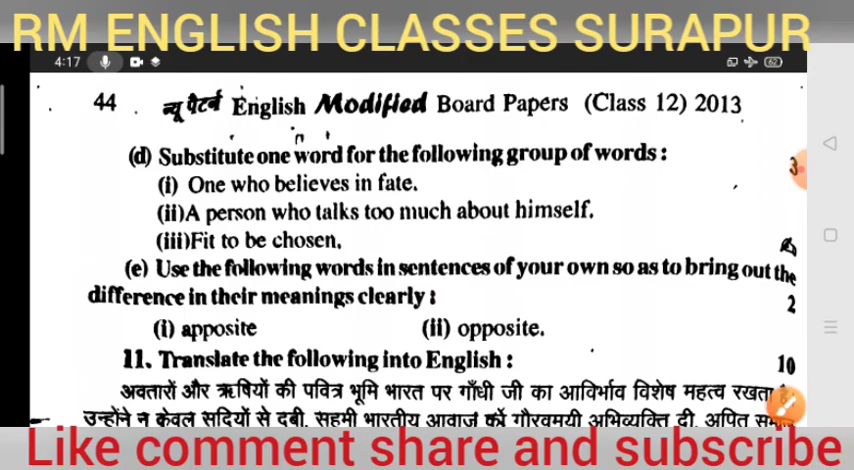 RM ENGLISH CLASSES SURAPUR
4:17
62
44 . न्यू पैटर्न English Modified Board Papers (Class 12) 2013
(d) Substitute one word for the following group of words :
3
(i) One who believes in fate.
(ii)A person who talks too much about himself.
(iii)Fit to be chosen.
(e) Use the following words in sentences of your own so as to bring out the
difference in their meanings clearly :
2
(i) apposite (ii) opposite.
11. Translate the following into English :
10
अवतारों और ऋषियों की पवित्र भूमि भारत पर गाँधी जी का आविर्भाव विशेष महत्व रखता
उन्होंने न केवल सदियों से दबी, सहमी भारतीय आवाज को गौरवमयी अभिव्यक्ति दी, अपितु
Like comment share and subscribe